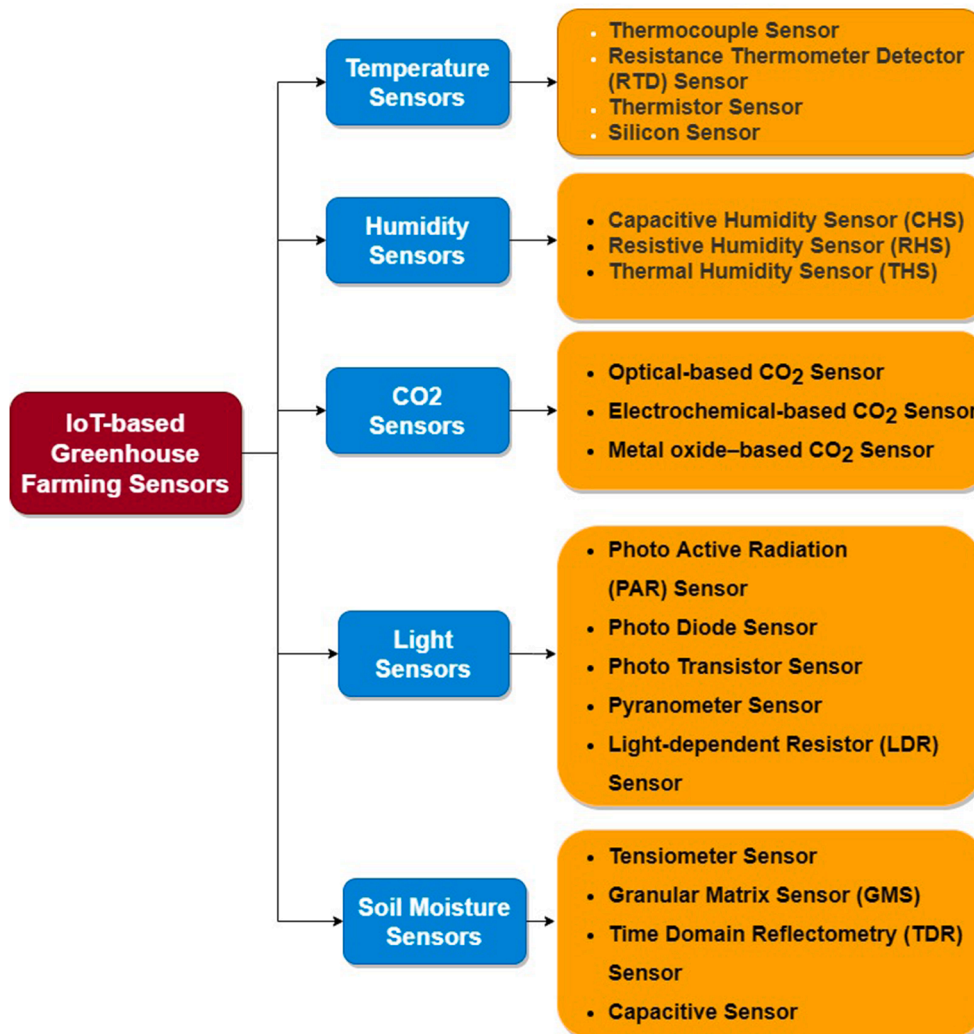 IoT-based
Greenhouse
Farming Sensors
Temperature
Sensors
• Thermocouple Sensor
• Resistance Thermometer Detector
(RTD) Sensor
• Thermistor Sensor
• Silicon Sensor
Humidity
Sensors
• Capacitive Humidity Sensor (CHS)
• Resistive Humidity Sensor (RHS)
• Thermal Humidity Sensor (THS)
CO2
Sensors
• Optical-based CO₂ Sensor
• Electrochemical-based CO₂ Sensor
• Metal oxide–based CO₂ Sensor
Light
Sensors
• Photo Active Radiation
(PAR) Sensor
• Photo Diode Sensor
• Photo Transistor Sensor
• Pyranometer Sensor
• Light-dependent Resistor (LDR)
Sensor
Soil Moisture
Sensors
• Tensiometer Sensor
• Granular Matrix Sensor (GMS)
• Time Domain Reflectometry (TDR)
Sensor
• Capacitive Sensor